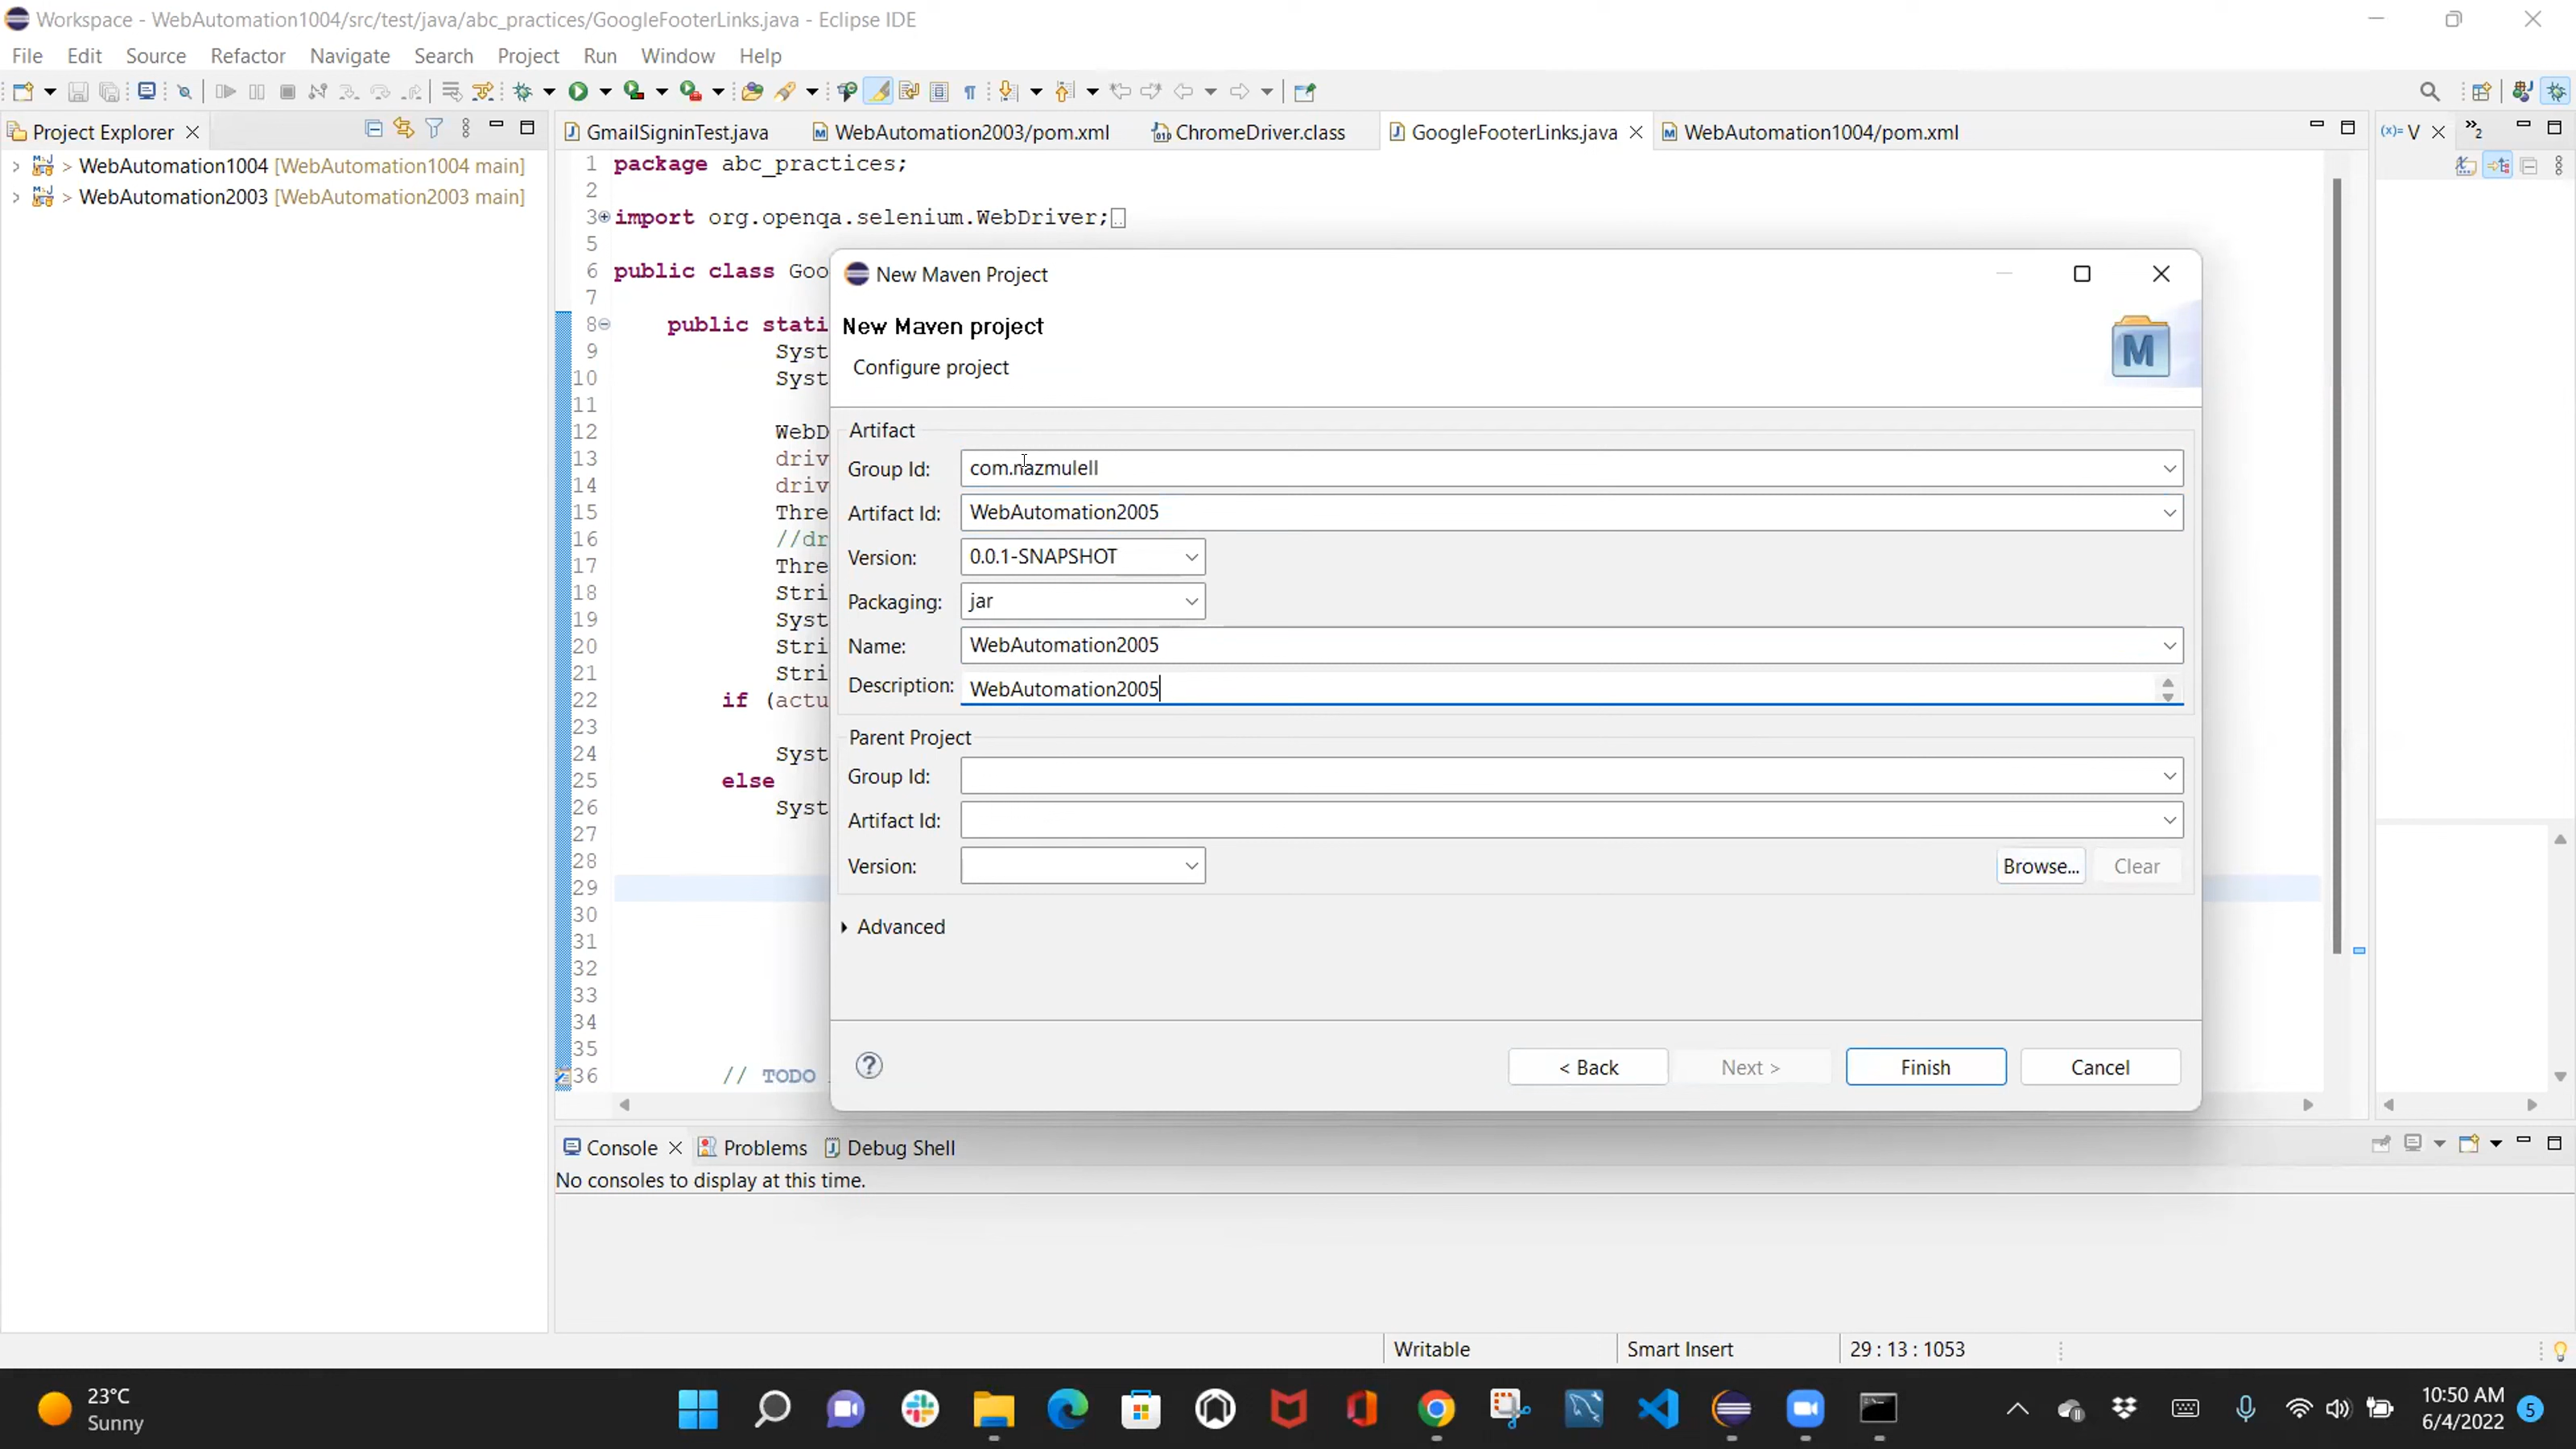 Workspace - WebAutomation1004/src/test/java/abc_practices/GoogleFooterLinks.java - Eclipse IDE
File Edit Source Refactor Navigate Search Project Run Window Help
Project Explorer
WebAutomation1004 [WebAutomation1004 main]
WebAutomation2003 [WebAutomation2003 main]
GmailSigninTest.java WebAutomation2003/pom.xml ChromeDriver.class GoogleFooterLinks.java WebAutomation1004/pom.xml
(x)= V »2
1 package abc_practices;
2
3 import org.openqa.selenium.WebDriver;
5
6 public class Goo
7
8 public stati
9 Syst
10 Syst
11
12 WebD
13 driv
14 driv
15 Thre
16 //dr
17 Thre
18 Stri
19 Syst
20 Stri
21 Stri
22 if (actu
23
24 Syst
25 else
26 Syst
27
28
29
30
31
32
33
34
35
36 // TODO
New Maven Project
New Maven project
Configure project
Artifact
Group Id: com.nazmulell
Artifact Id: WebAutomation2005
Version: 0.0.1-SNAPSHOT
Packaging: jar
Name: WebAutomation2005
Description: WebAutomation2005
Parent Project
Group Id:
Artifact Id:
Version:
Browse... Clear
Advanced
< Back Next > Finish Cancel
Console Problems Debug Shell
No consoles to display at this time.
Writable Smart Insert 29 : 13 : 1053
23°C
Sunny
10:50 AM
6/4/2022
5